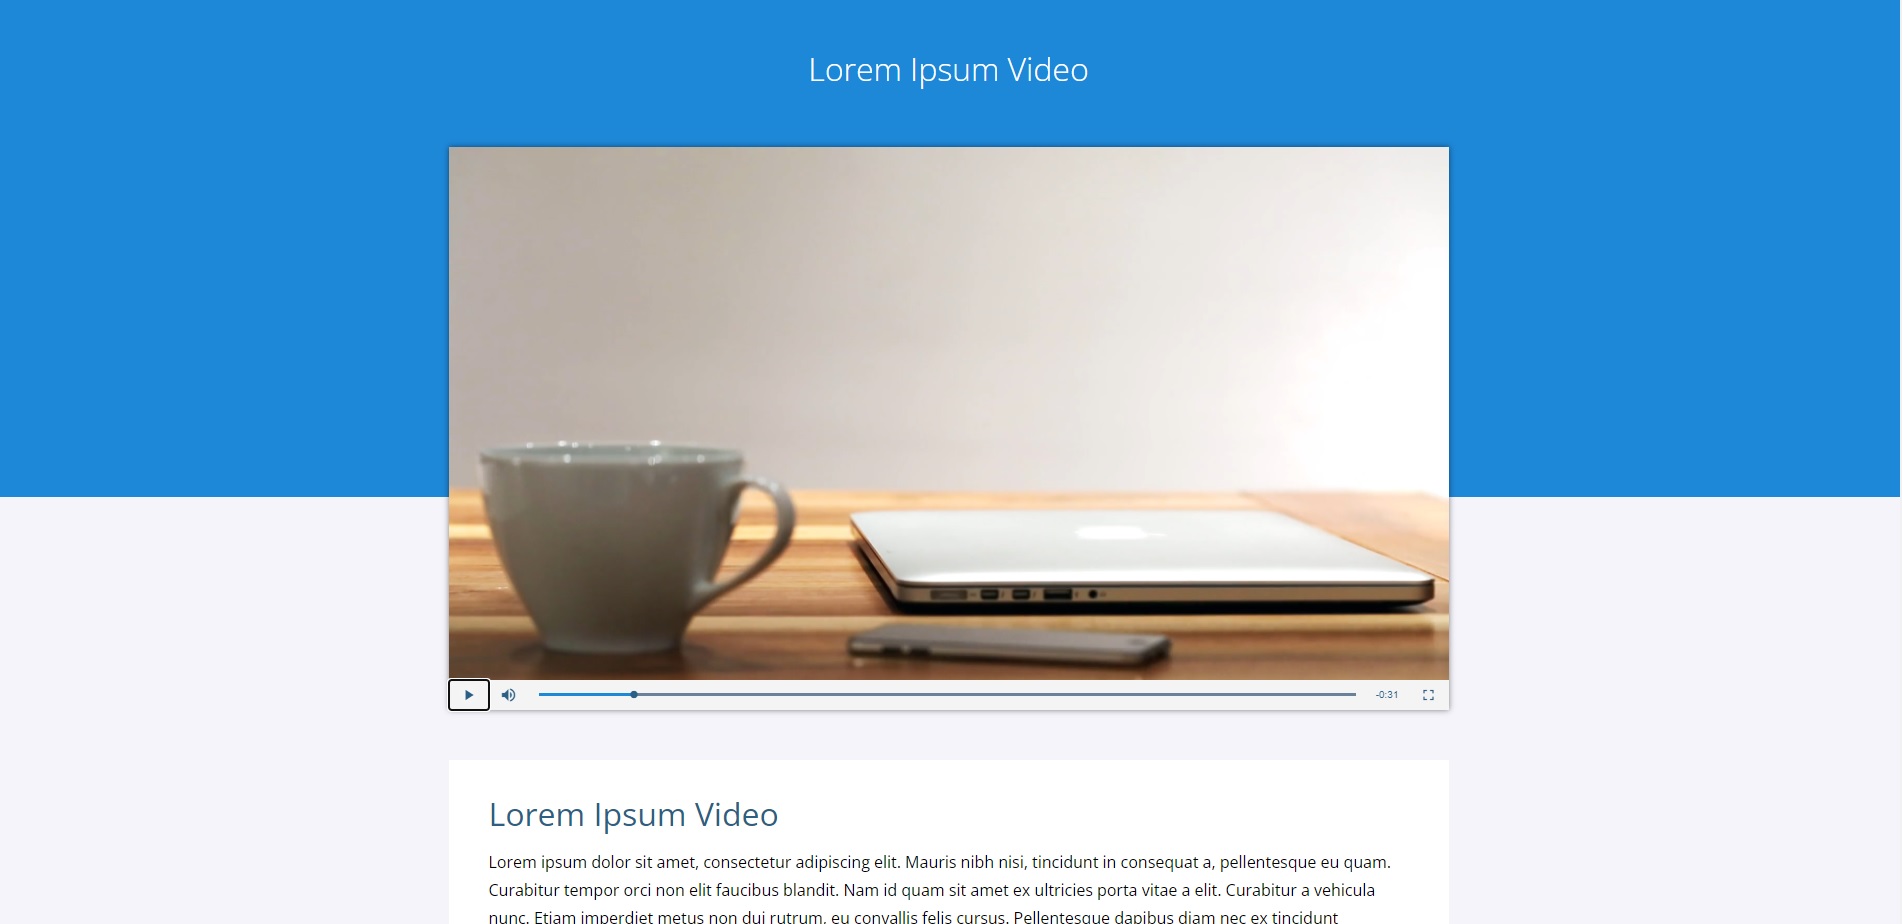 Lorem Ipsum Video
-0:31
Lorem Ipsum Video
Lorem ipsum dolor sit amet, consectetur adipiscing elit. Mauris nibh nisi, tincidunt in consequat a, pellentesque eu quam.
Curabitur tempor orci non elit faucibus blandit. Nam id quam sit amet ex ultricies porta vitae a elit. Curabitur a vehicula
nunc. Etiam imperdiet metus non dui rutrum, eu convallis felis cursus. Pellentesque dapibus diam nec ex tincidunt